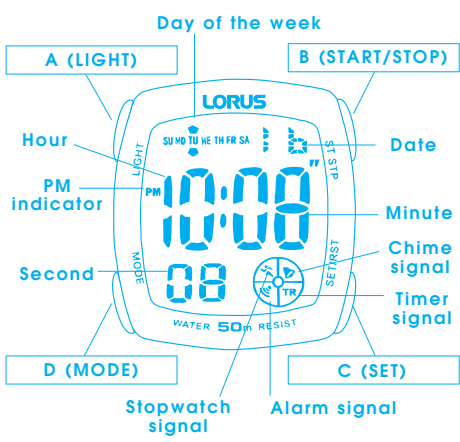 Day of the week
A (LIGHT)
B (START/STOP)
LORUS
SU MO TU WE TH FR SA
16
Hour
Date
LIGHT
ST STP
PM
indicator
PM
10:08"
Minute
MODE
SET/RST
Chime
signal
Second
08
TR
Timer
signal
WATER 50m RESIST
D (MODE)
C (SET)
Stopwatch
signal
Alarm signal